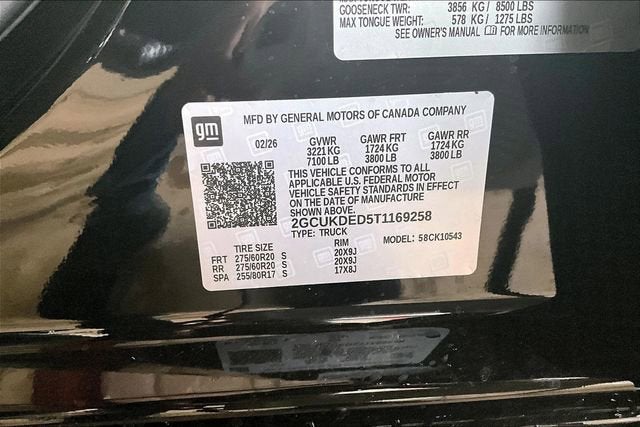 GOOSENECK TWR: 3856 KG / 8500 LBS
MAX TONGUE WEIGHT: 578 KG / 1275 LBS
SEE OWNER'S MANUAL FOR MORE INFORMATION
gm
MFD BY GENERAL MOTORS OF CANADA COMPANY
02/26 GVWR GAWR FRT GAWR RR
3221 KG 1724 KG 1724 KG
7100 LB 3800 LB 3800 LB
THIS VEHICLE CONFORMS TO ALL
APPLICABLE U.S. FEDERAL MOTOR
VEHICLE SAFETY STANDARDS IN EFFECT
ON THE DATE OF MANUFACTURE
SHOWN ABOVE.
2GCUKDED5T1169258
TYPE: TRUCK MODEL: 58CK10543
TIRE SIZE RIM
FRT 275/60R20 S 20X9J
RR 275/60R20 S 20X9J
SPA 255/80R17 S 17X8J